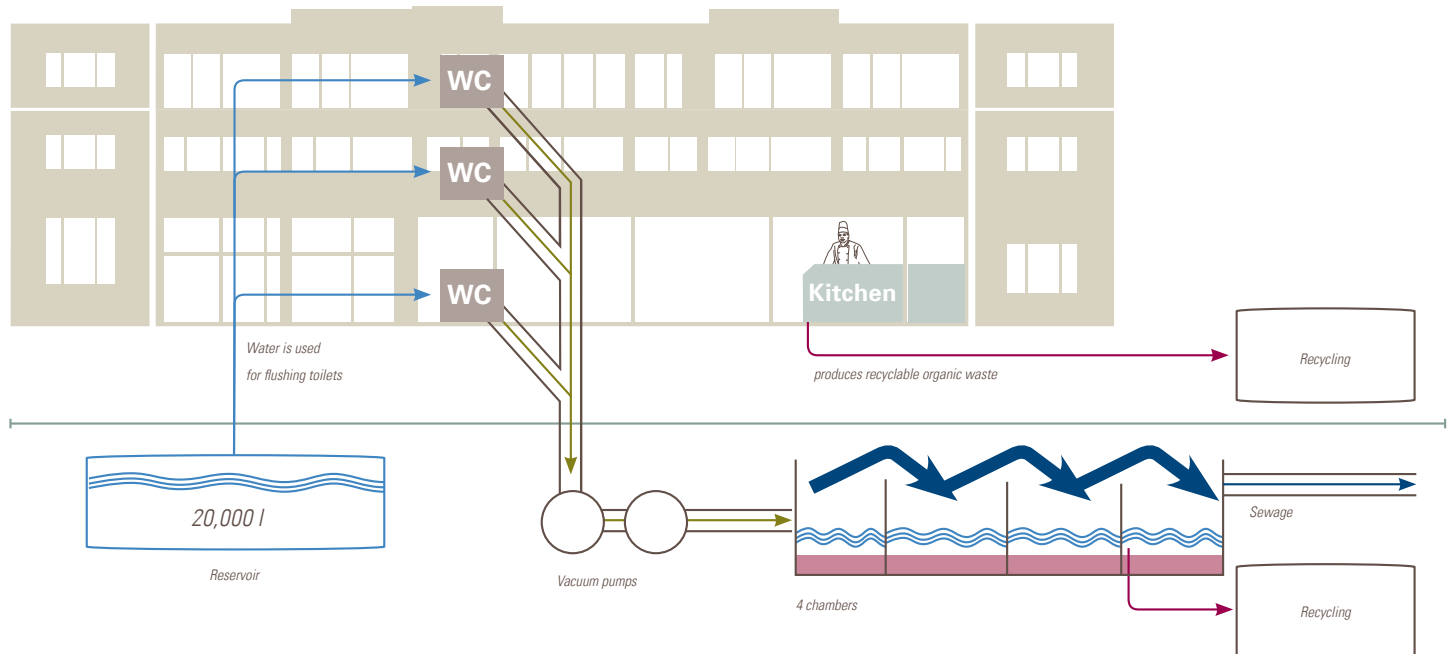 WC
WC
WC
Kitchen
Water is used
for flushing toilets
produces recyclable organic waste
Recycling
20,000 l
Reservoir
Vacuum pumps
4 chambers
Sewage
Recycling